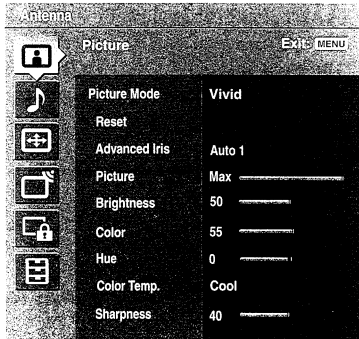 Antenna
Picture Exit: MENU
Picture Mode Vivid
Reset
Advanced Iris Auto 1
Picture Max
Brightness 50
Color 55
Hue 0
Color Temp. Cool
Sharpness 40